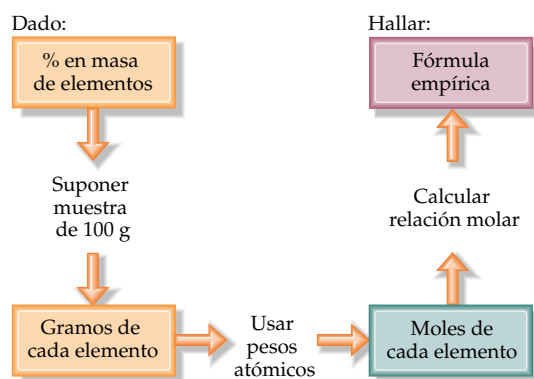 Dado:
% en masa
de elementos
Suponer
muestra
de 100 g
Gramos de
cada elemento
Usar
pesos
atómicos
Moles de
cada elemento
Calcular
relación molar
Hallar:
Fórmula
empírica